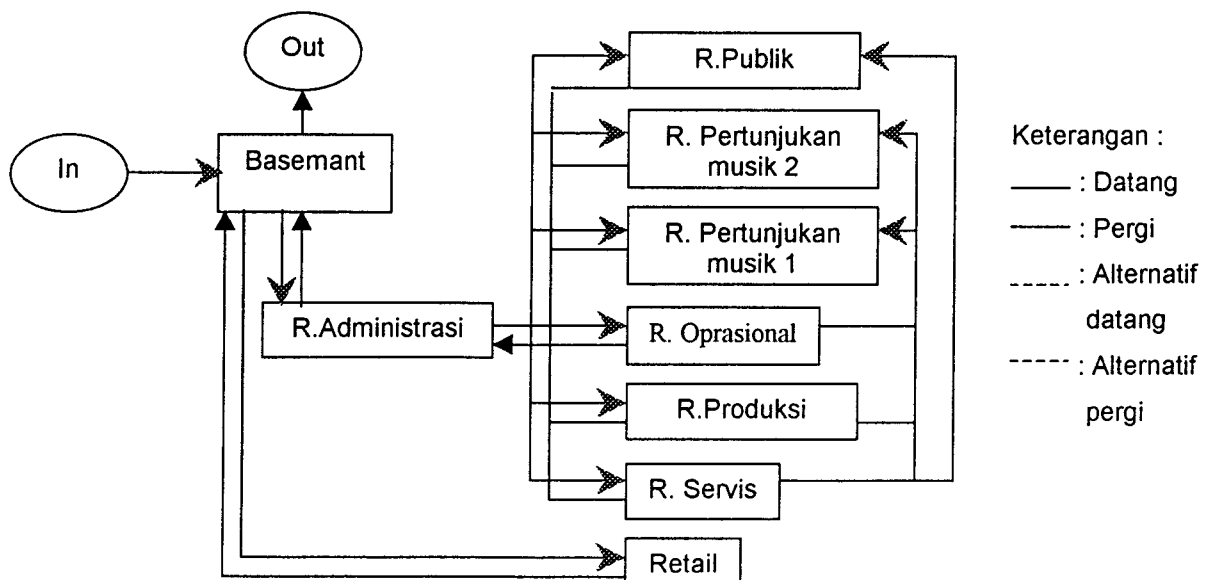 Out
In
Basemant
R.Administrasi
R.Publik
R. Pertunjukan
musik 2
R. Pertunjukan
musik 1
R. Oprasional
R.Produksi
R. Servis
Retail
Keterangan :
: Datang
: Pergi
: Alternatif
datang
: Alternatif
pergi